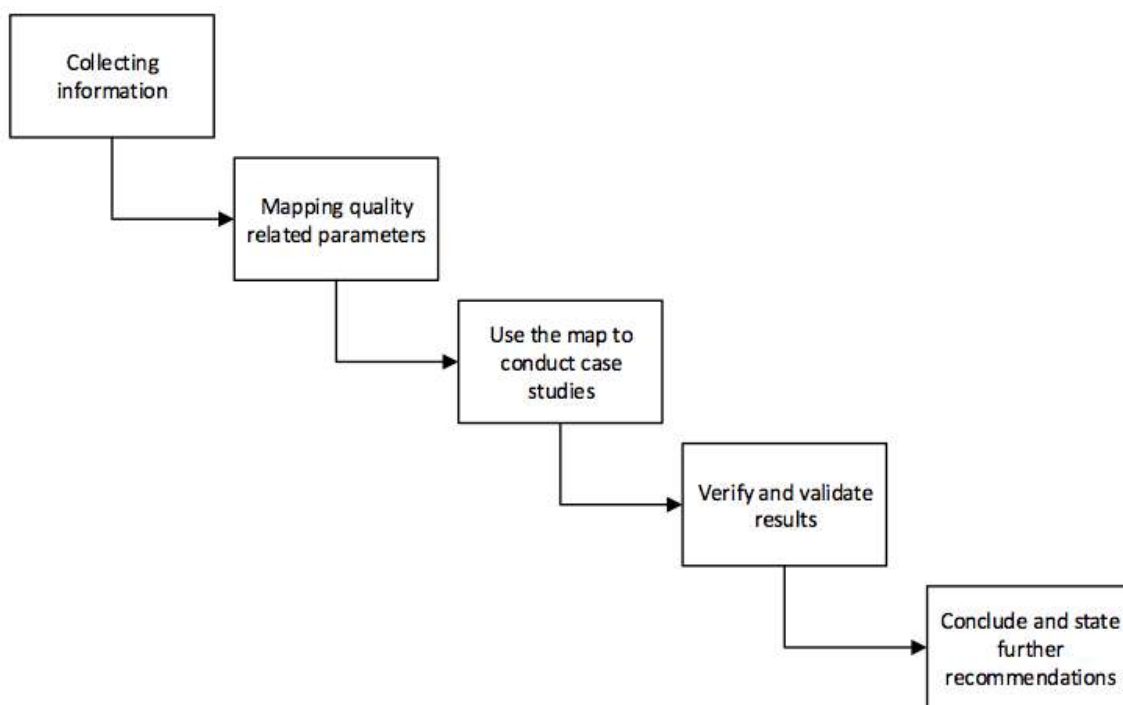 Collecting
information
Mapping quality
related parameters
Use the map to
conduct case
studies
Verify and validate
results
Conclude and state
further
recommendations